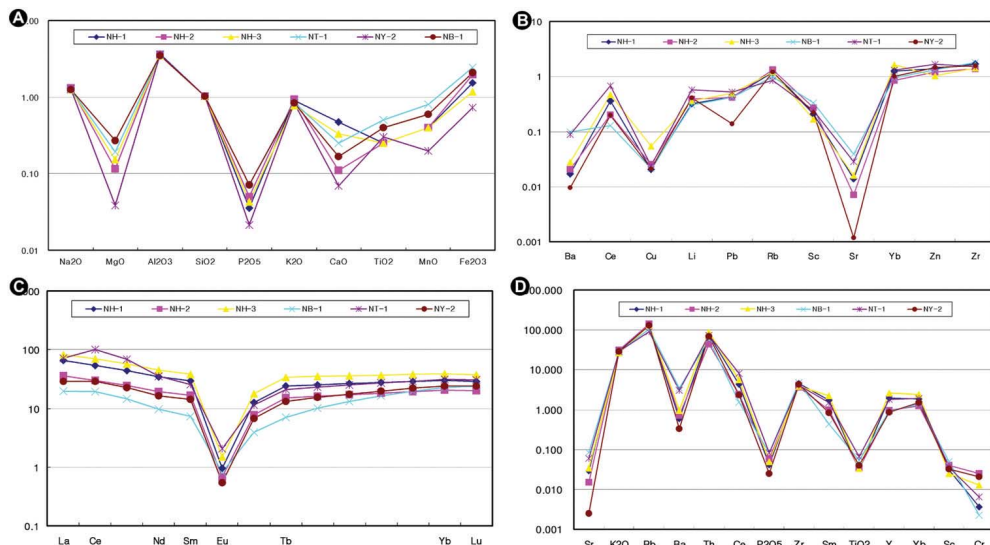 A
.00
NH-1 NH-2 NH-3 NT-1 NY-2 NB-1
1.00
0.10
0.01
Na2O MgO Al2O3 SiO2 P2O5 K2O CaO TiO2 MnO Fe2O3
B
10
NH-1 NH-2 NH-3 NB-1 NT-1 NY-2
1
0.1
0.01
0.001
Ba Ce Cu Li Pb Rb Sc Sr Yb Zn Zr
C
000
NH-1 NH-2 NH-3 NB-1 NT-1 NY-2
100
10
1
0.1
La Ce Nd Sm Eu Tb Yb Lu
D
00.000
NH-1 NH-2 NH-3 NB-1 NT-1 NY-2
100.000
10.000
1.000
0.100
0.010
0.001
Sr K2O Rb Ba Th Ce P2O5 Zr Sm TiO2 Y Yb Sc Cr